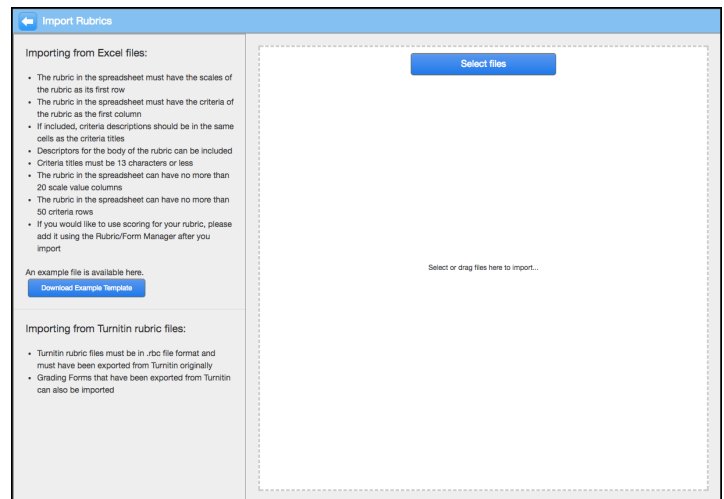 Import Rubrics
Importing from Excel files:
• The rubric in the spreadsheet must have the scales of
the rubric as its first row
• The rubric in the spreadsheet must have the criteria of
the rubric as the first column
• If included, criteria descriptions should be in the same
cells as the criteria titles
• Descriptors for the body of the rubric can be included
• Criteria titles must be 13 characters or less
• The rubric in the spreadsheet can have no more than
20 scale value columns
• The rubric in the spreadsheet can have no more than
50 criteria rows
• If you would like to use scoring for your rubric, please
add it using the Rubric/Form Manager after you
import
An example file is available here.
Download Example Template
Importing from Turnitin rubric files:
• Turnitin rubric files must be in .rbc file format and
must have been exported from Turnitin originally
• Grading Forms that have been exported from Turnitin
can also be imported
Select files
Select or drag files here to import...